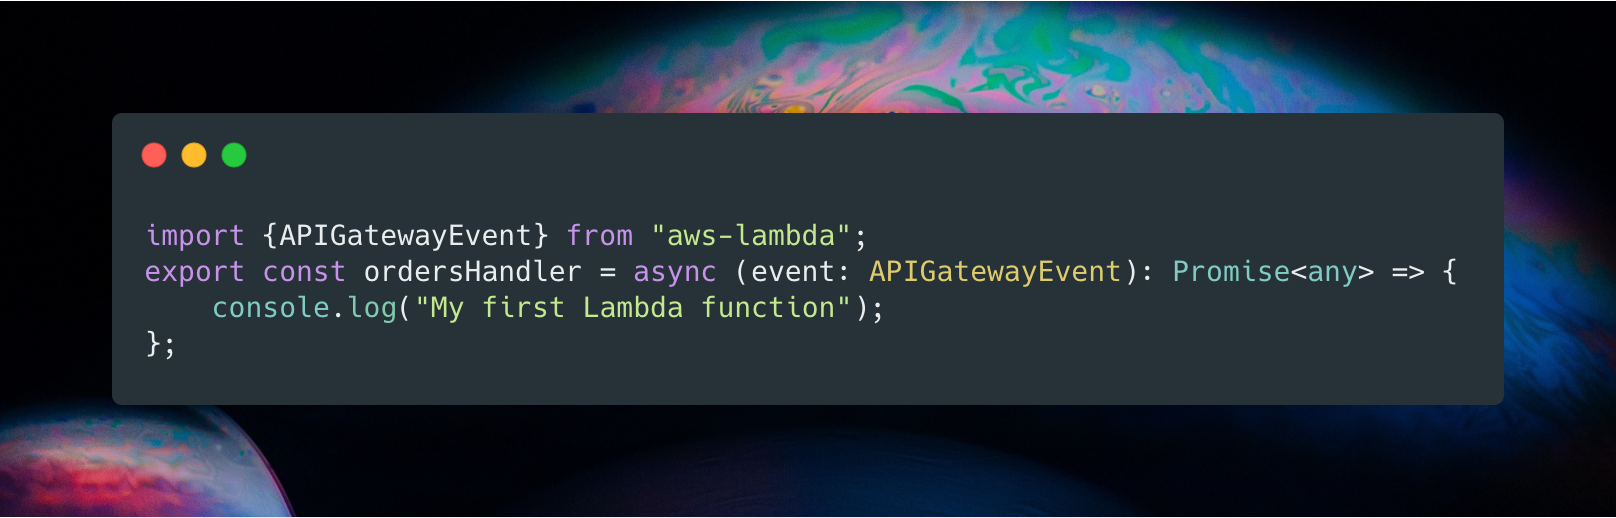 import {APIGatewayEvent} from "aws-lambda";
export const ordersHandler = async (event: APIGatewayEvent): Promise<any> => {
    console.log("My first Lambda function");
};